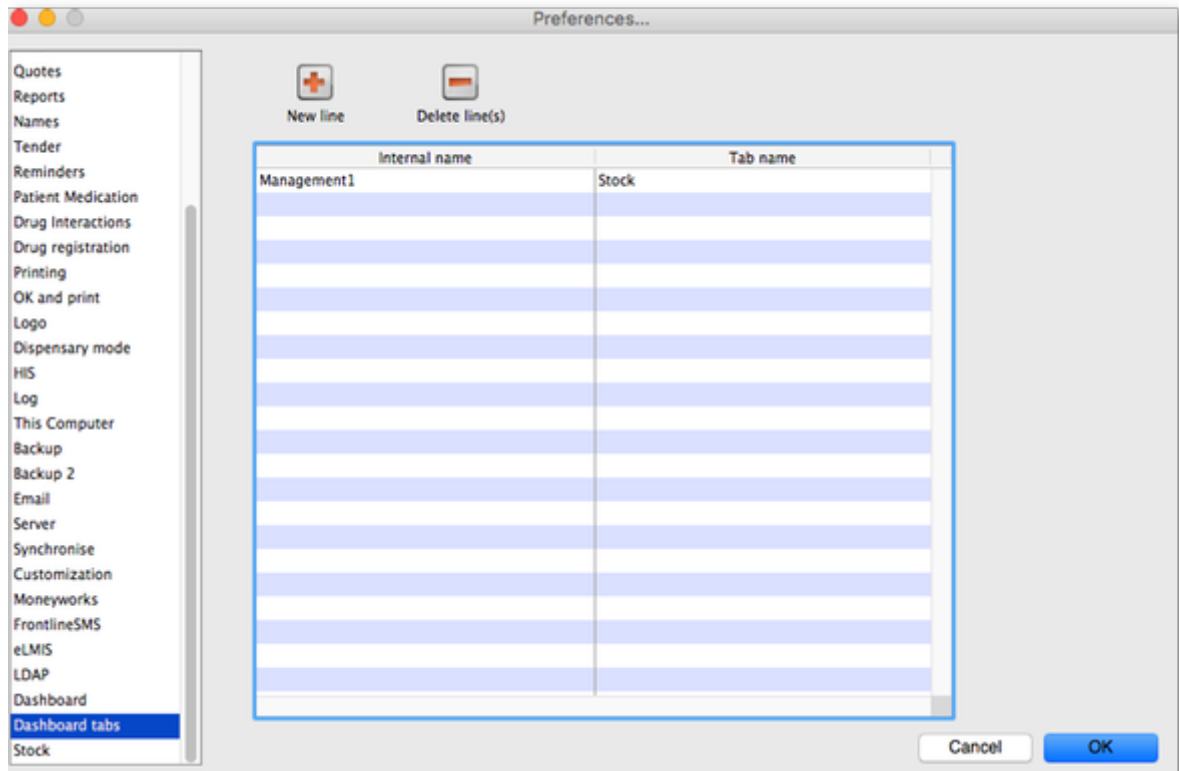 Preferences...
Quotes
Reports
Names
Tender
Reminders
Patient Medication
Drug Interactions
Drug registration
Printing
OK and print
Logo
Dispensary mode
HIS
Log
This Computer
Backup
Backup 2
Email
Server
Synchronise
Customization
Moneyworks
FrontlineSMS
eLMIS
LDAP
Dashboard
Dashboard tabs
Stock
New line Delete line(s)
Internal name Tab name
Management1 Stock
Cancel OK